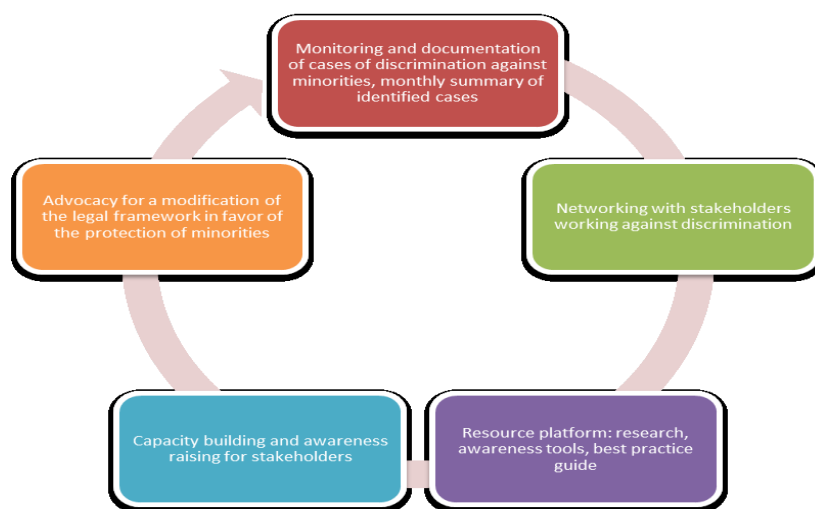 Monitoring and documentation
of cases of discrimination against
minorities, monthly summary of
identified cases
Networking with stakeholders
working against discrimination
Resource platform: research,
awareness tools, best practice
guide
Capacity building and awareness
raising for stakeholders
Advocacy for a modification of
the legal framework in favor of
the protection of minorities